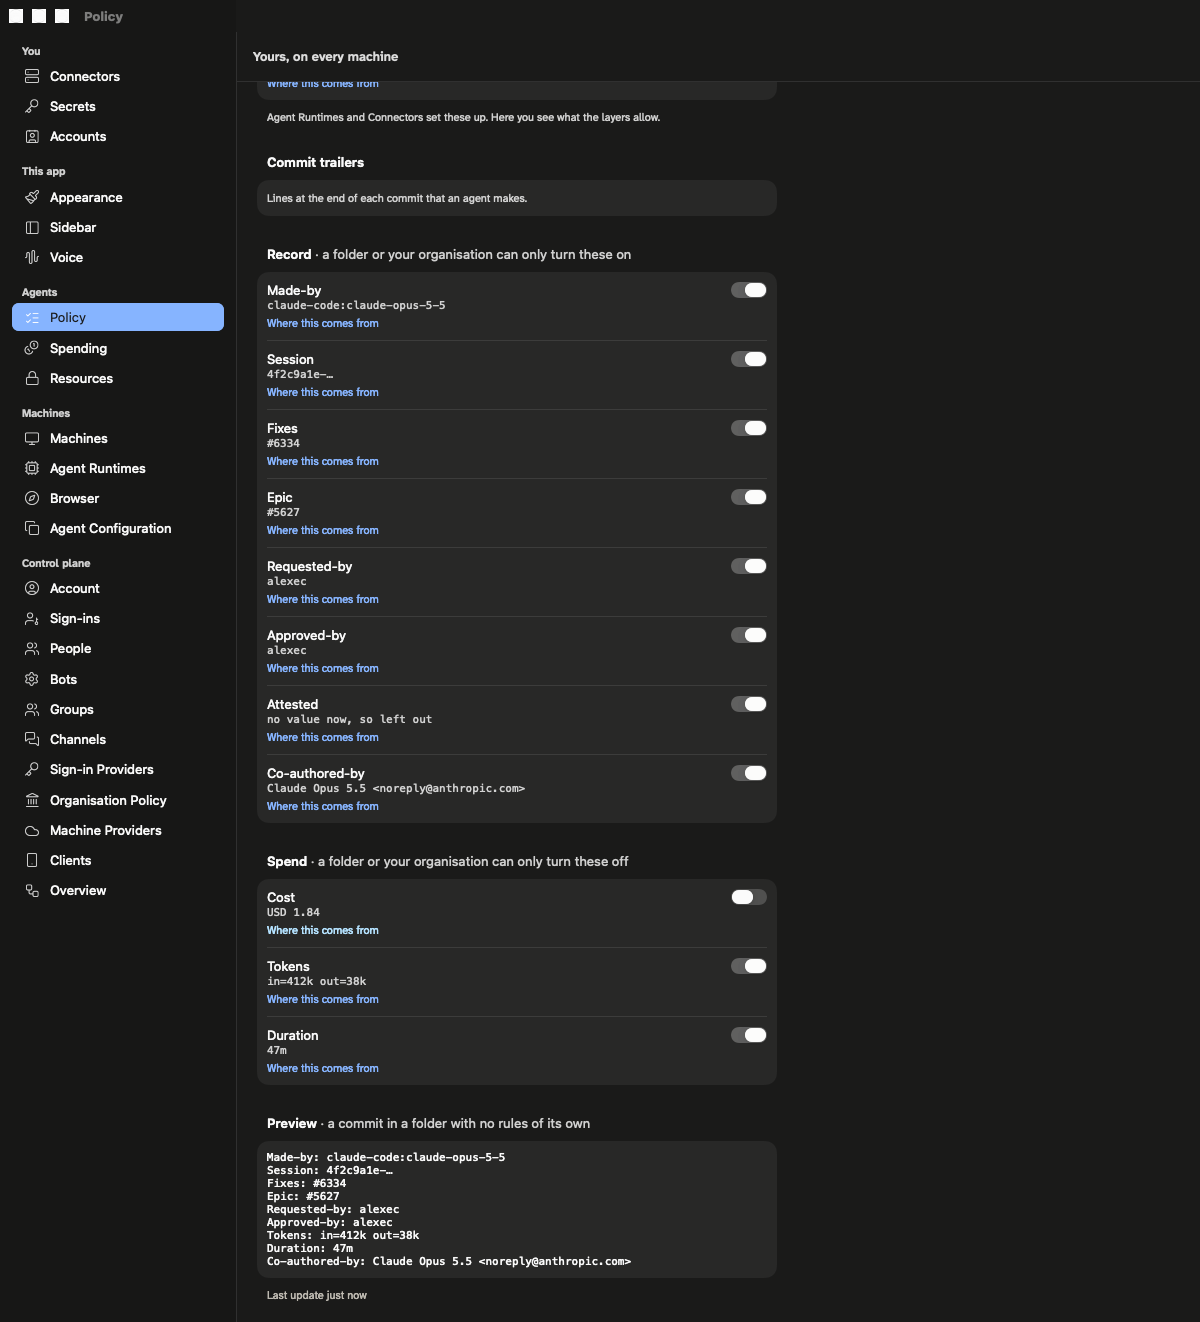 Policy
You
Connectors
Secrets
Accounts
This app
Appearance
Sidebar
Voice
Agents
Policy
Spending
Resources
Machines
Machines
Agent Runtimes
Browser
Agent Configuration
Control plane
Account
Sign-ins
People
Bots
Groups
Channels
Sign-in Providers
Organisation Policy
Machine Providers
Clients
Overview
Yours, on every machine
Where this comes from
Agent Runtimes and Connectors set these up. Here you see what the layers allow.
Commit trailers
Lines at the end of each commit that an agent makes.
Record · a folder or your organisation can only turn these on
Made-by
claude-code:claude-opus-5-5
Where this comes from
Session
4f2c9a1e-…
Where this comes from
Fixes
#6334
Where this comes from
Epic
#5627
Where this comes from
Requested-by
alexec
Where this comes from
Approved-by
alexec
Where this comes from
Attested
no value now, so left out
Where this comes from
Co-authored-by
Claude Opus 5.5 <noreply@anthropic.com>
Where this comes from
Spend · a folder or your organisation can only turn these off
Cost
USD 1.84
Where this comes from
Tokens
in=412k out=38k
Where this comes from
Duration
47m
Where this comes from
Preview · a commit in a folder with no rules of its own
Made-by: claude-code:claude-opus-5-5
Session: 4f2c9a1e-…
Fixes: #6334
Epic: #5627
Requested-by: alexec
Approved-by: alexec
Tokens: in=412k out=38k
Duration: 47m
Co-authored-by: Claude Opus 5.5 <noreply@anthropic.com>
Last update just now